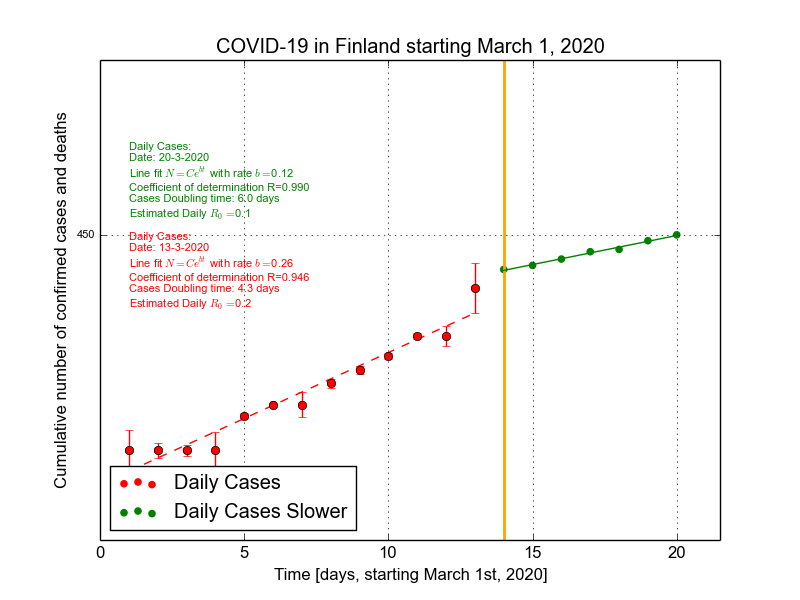 COVID-19 in Finland starting March 1, 2020
Cumulative number of confirmed cases and deaths
Daily Cases:
Date: 20-3-2020
Line fit N = Ce^{bt} with rate b = 0.12
Coefficient of determination R=0.990
Cases Doubling time: 6.0 days
Estimated Daily R_0 = 0.1
450
Daily Cases:
Date: 13-3-2020
Line fit N = Ce^{bt} with rate b = 0.26
Coefficient of determination R=0.946
Cases Doubling time: 4.3 days
Estimated Daily R_0 = 0.2
Daily Cases
Daily Cases Slower
0 5 10 15 20
Time [days, starting March 1st, 2020]